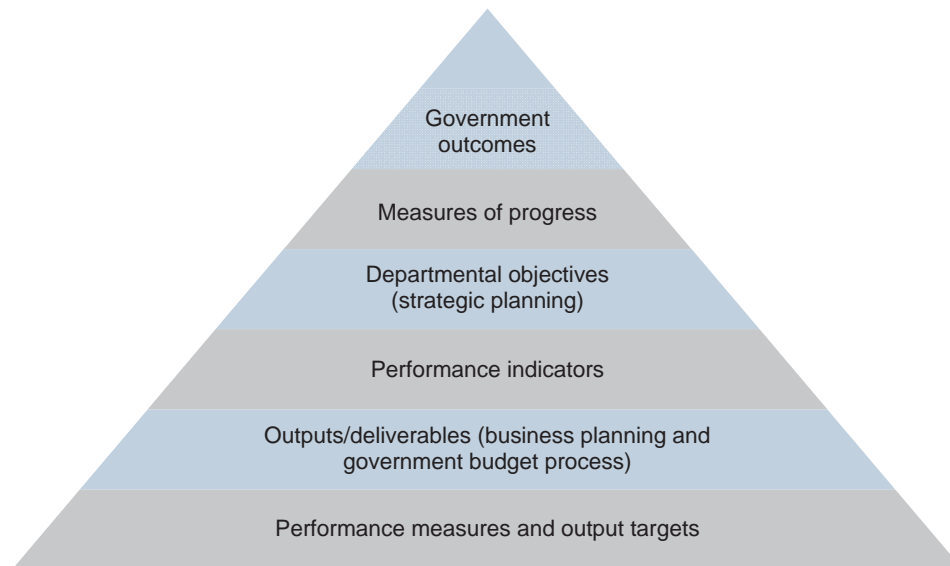 Government
outcomes
Measures of progress
Departmental objectives
(strategic planning)
Performance indicators
Outputs/deliverables (business planning and
government budget process)
Performance measures and output targets